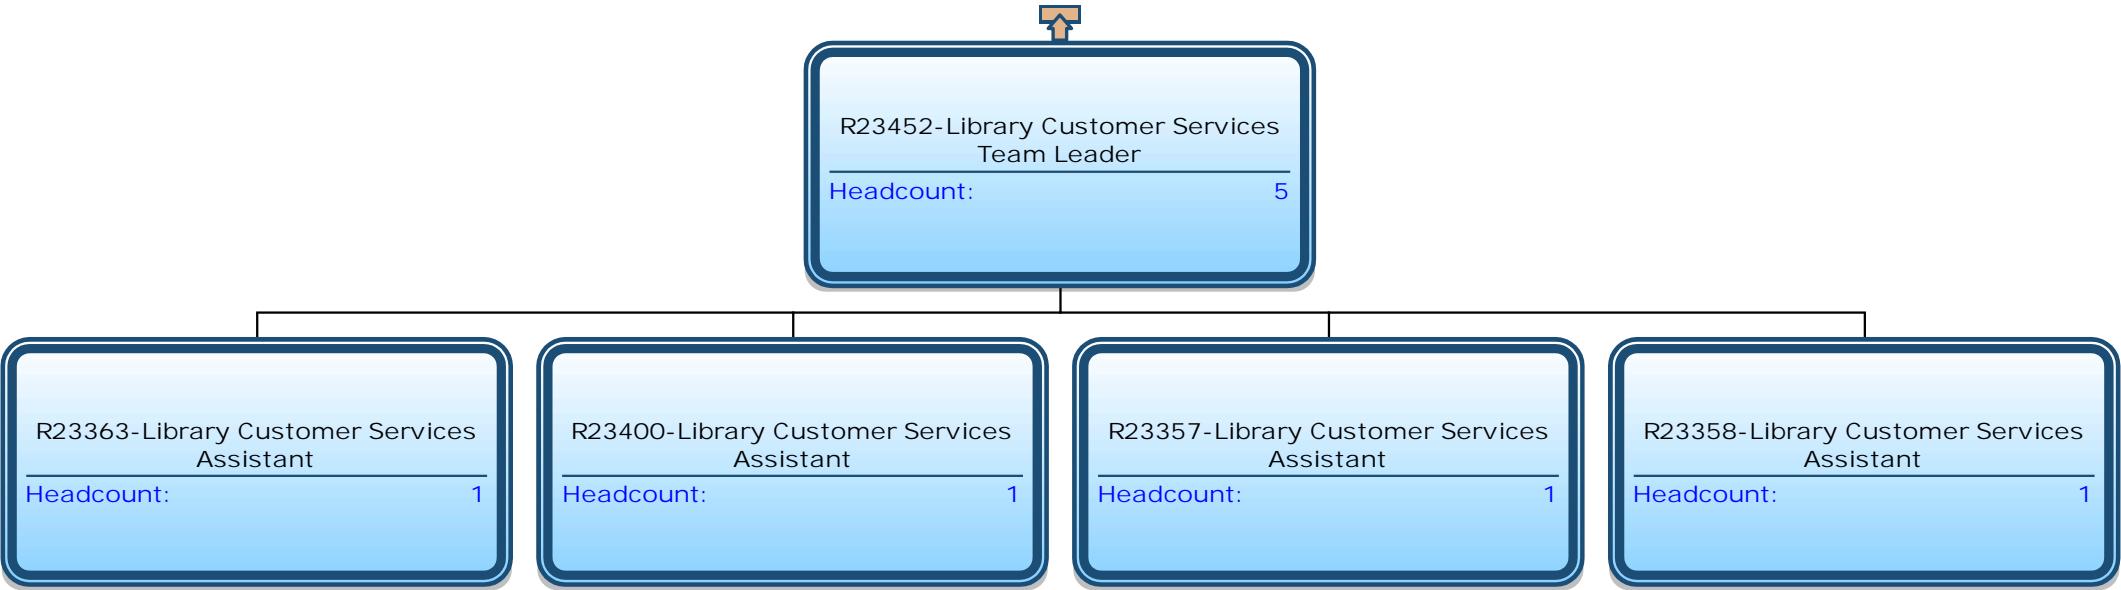 R23452-Library Customer Services
Team Leader
Headcount: 5
R23363-Library Customer Services
Assistant
Headcount: 1
R23400-Library Customer Services
Assistant
Headcount: 1
R23357-Library Customer Services
Assistant
Headcount: 1
R23358-Library Customer Services
Assistant
Headcount: 1